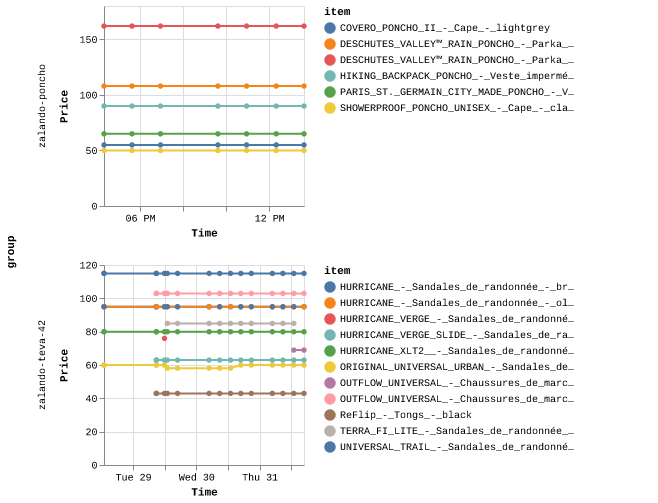 item
COVERO_PONCHO_II_-_Cape_-_lightgrey
DESCHUTES_VALLEY™_RAIN_PONCHO_-_Parka_…
DESCHUTES_VALLEY™_RAIN_PONCHO_-_Parka_…
HIKING_BACKPACK_PONCHO_-_Veste_impermé…
PARIS_ST._GERMAIN_CITY_MADE_PONCHO_-_V…
SHOWERPROOF_PONCHO_UNISEX_-_Cape_-_cla…
150
100
50
0
zalando-poncho
Price
06 PM
12 PM
Time
group
item
HURRICANE_-_Sandales_de_randonnée_-_br…
HURRICANE_-_Sandales_de_randonnée_-_ol…
HURRICANE_VERGE_-_Sandales_de_randonné…
HURRICANE_VERGE_SLIDE_-_Sandales_de_ra…
HURRICANE_XLT2__-_Sandales_de_randonné…
ORIGINAL_UNIVERSAL_URBAN_-_Sandales_de…
OUTFLOW_UNIVERSAL_-_Chaussures_de_marc…
OUTFLOW_UNIVERSAL_-_Chaussures_de_marc…
ReFlip_-_Tongs_-_black
TERRA_FI_LITE_-_Sandales_de_randonnée_…
UNIVERSAL_TRAIL_-_Sandales_de_randonné…
120
100
80
60
40
20
0
zalando-teva-42
Price
Tue 29
Wed 30
Thu 31
Time